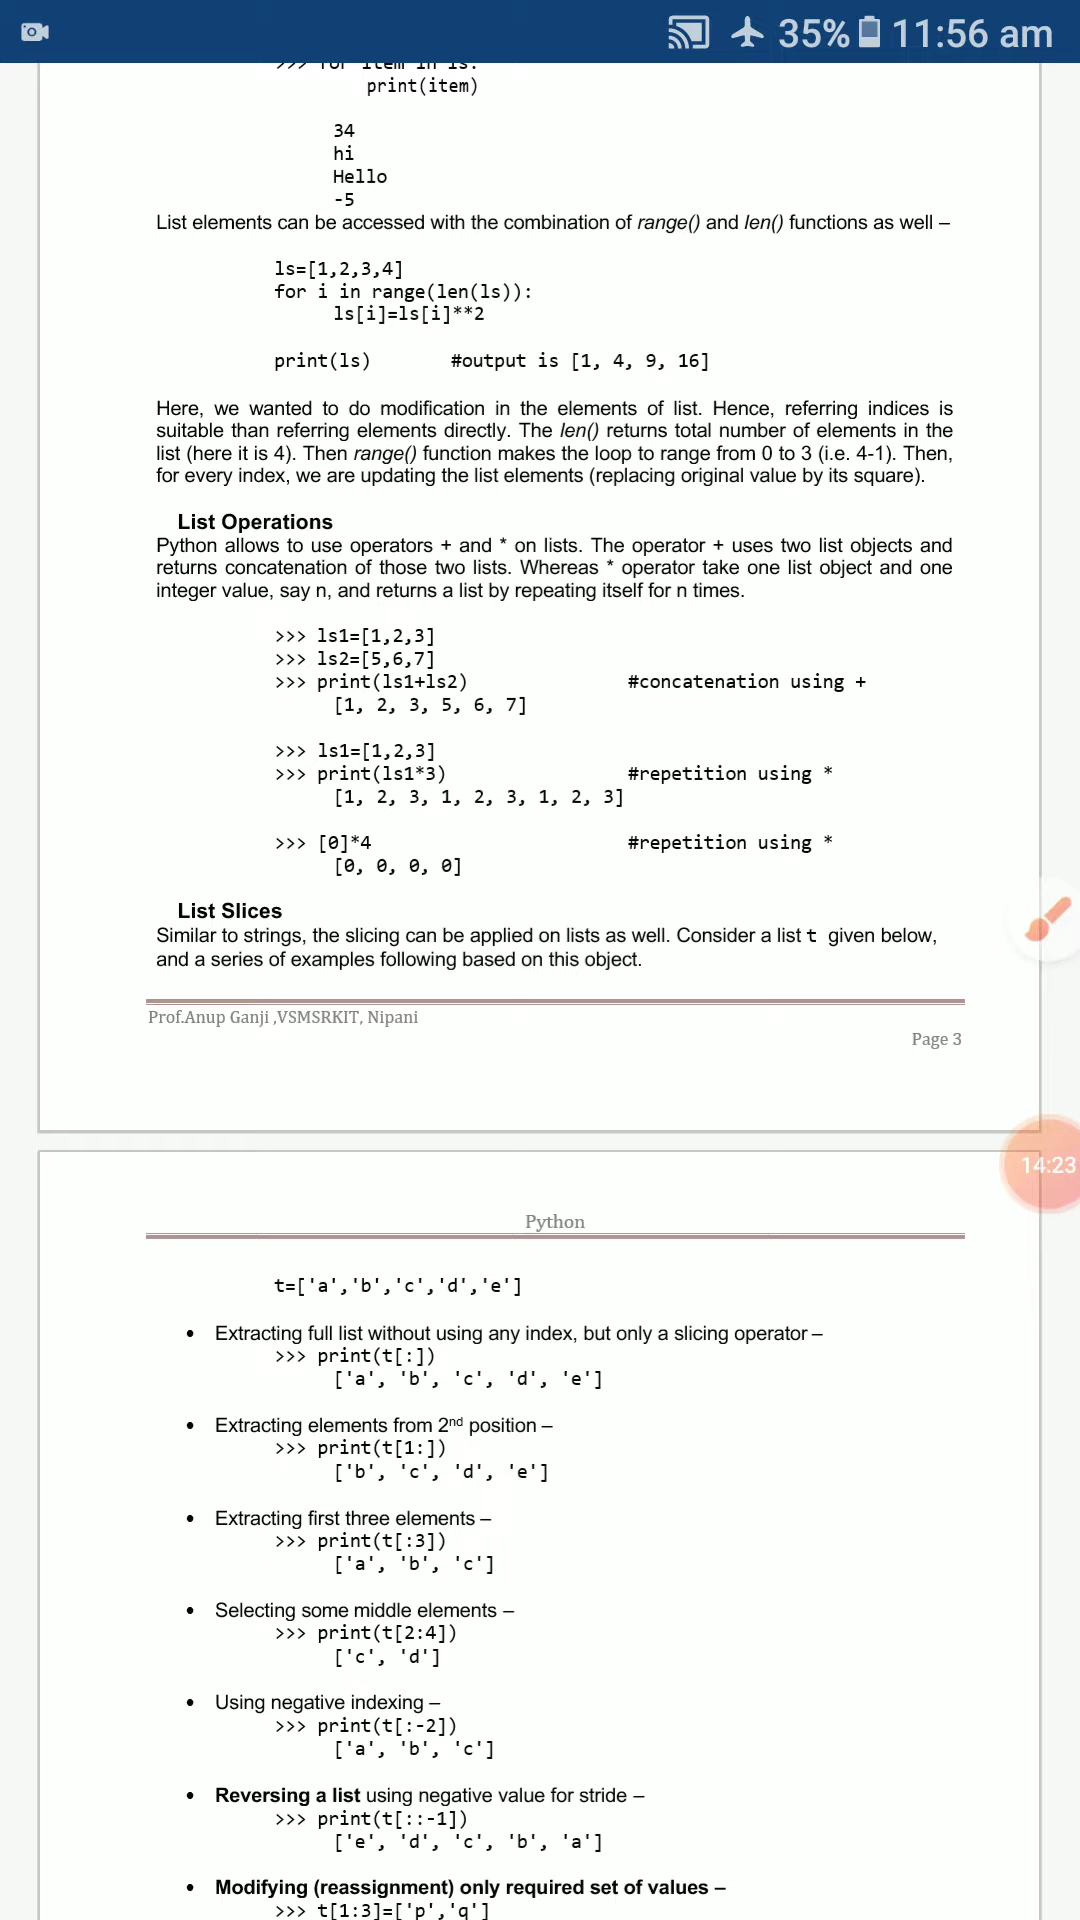 35% 11:56 am
>>> for item in ls:
print(item)
34
hi
Hello
-5
List elements can be accessed with the combination of range() and len() functions as well –
ls=[1,2,3,4]
for i in range(len(ls)):
ls[i]=ls[i]**2
print(ls) #output is [1, 4, 9, 16]
Here, we wanted to do modification in the elements of list. Hence, referring indices is
suitable than referring elements directly. The len() returns total number of elements in the
list (here it is 4). Then range() function makes the loop to range from 0 to 3 (i.e. 4-1). Then,
for every index, we are updating the list elements (replacing original value by its square).
List Operations
Python allows to use operators + and * on lists. The operator + uses two list objects and
returns concatenation of those two lists. Whereas * operator take one list object and one
integer value, say n, and returns a list by repeating itself for n times.
>>> ls1=[1,2,3]
>>> ls2=[5,6,7]
>>> print(ls1+ls2) #concatenation using +
[1, 2, 3, 5, 6, 7]
>>> ls1=[1,2,3]
>>> print(ls1*3) #repetition using *
[1, 2, 3, 1, 2, 3, 1, 2, 3]
>>> [0]*4 #repetition using *
[0, 0, 0, 0]
List Slices
Similar to strings, the slicing can be applied on lists as well. Consider a list t given below,
and a series of examples following based on this object.
Prof.Anup Ganji ,VSMSRKIT, Nipani
Page 3
14:23
Python
t=['a','b','c','d','e']
• Extracting full list without using any index, but only a slicing operator –
>>> print(t[:])
['a', 'b', 'c', 'd', 'e']
• Extracting elements from 2nd position –
>>> print(t[1:])
['b', 'c', 'd', 'e']
• Extracting first three elements –
>>> print(t[:3])
['a', 'b', 'c']
• Selecting some middle elements –
>>> print(t[2:4])
['c', 'd']
• Using negative indexing –
>>> print(t[:-2])
['a', 'b', 'c']
• Reversing a list using negative value for stride –
>>> print(t[::-1])
['e', 'd', 'c', 'b', 'a']
• Modifying (reassignment) only required set of values –
>>> t[1:3]=['p','q']